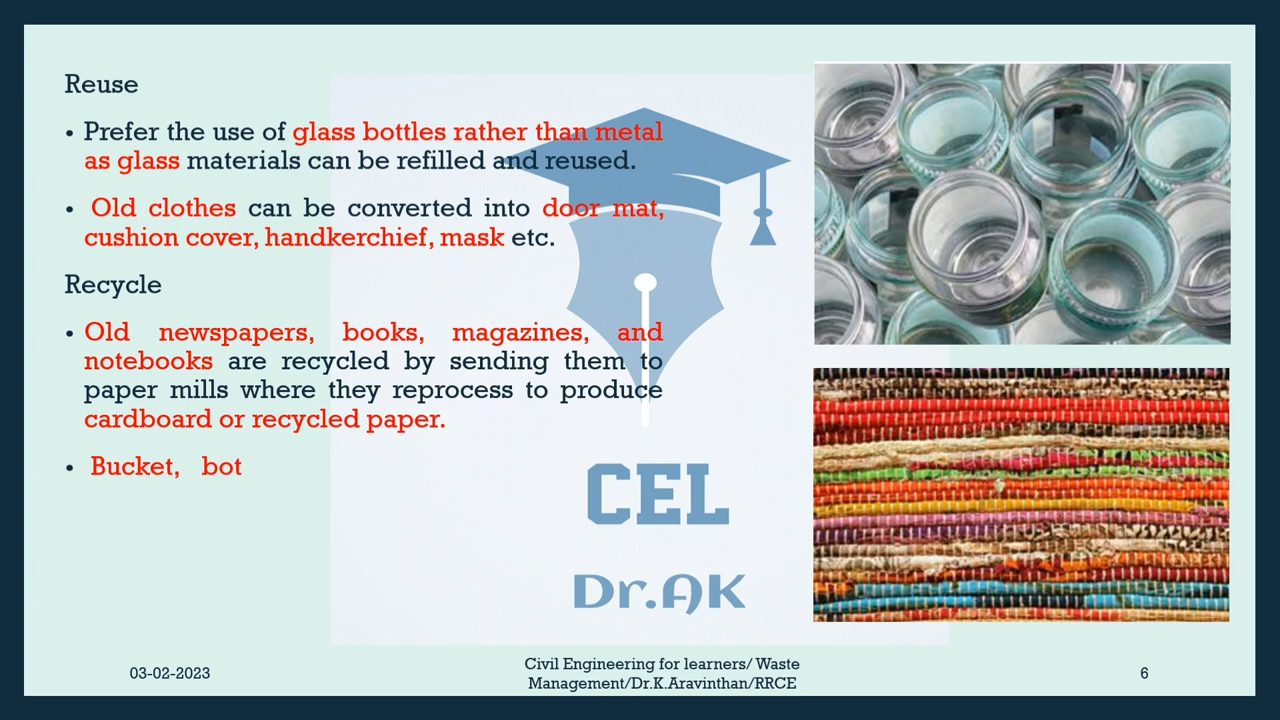 Reuse
• Prefer the use of glass bottles rather than metal
as glass materials can be refilled and reused.
• Old clothes can be converted into door mat,
cushion cover, handkerchief, mask etc.
Recycle
• Old newspapers, books, magazines, and
notebooks are recycled by sending them to
paper mills where they reprocess to produce
cardboard or recycled paper.
• Bucket, bot
CEL
Dr.AK
03-02-2023
Civil Engineering for learners/ Waste
Management/Dr.K.Aravinthan/RRCE
6